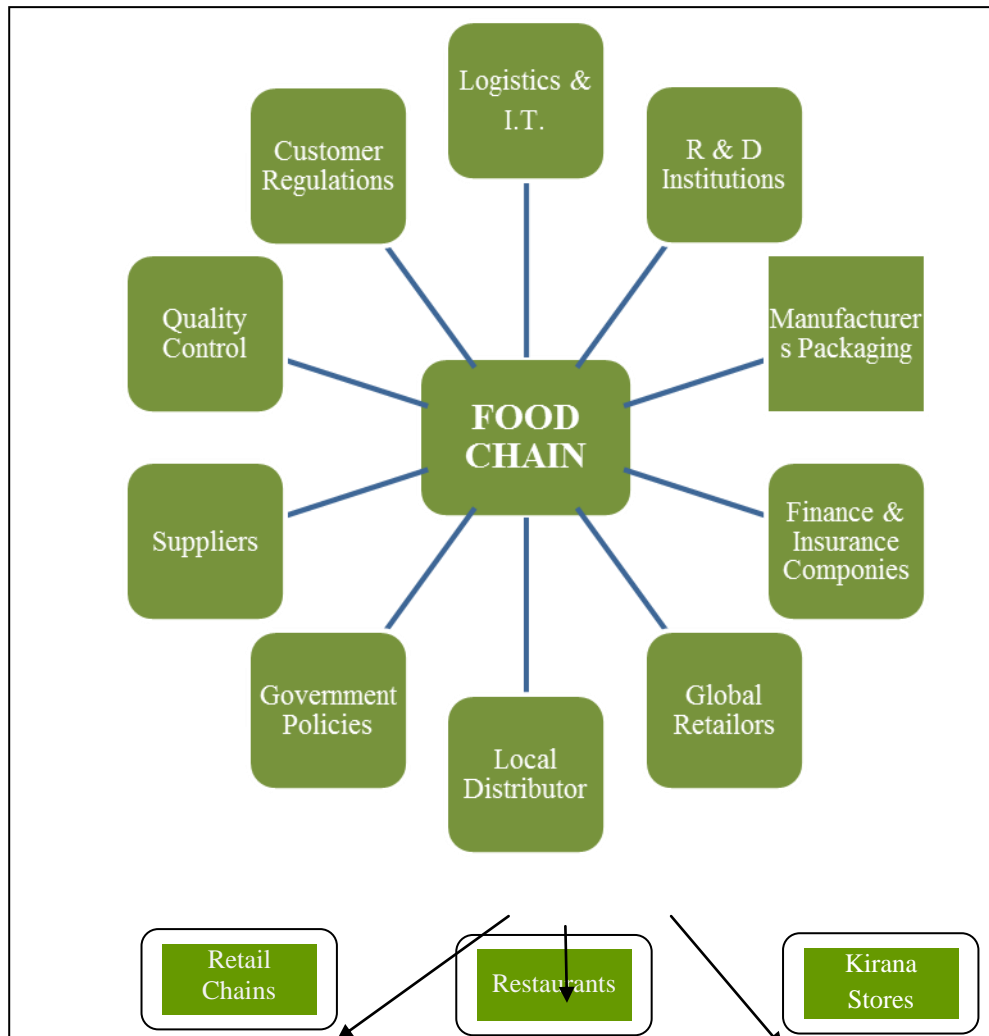 Logistics &
I.T.
Customer
Regulations
R & D
Institutions
Quality
Control
Manufacturer
s Packaging
FOOD
CHAIN
Suppliers
Finance &
Insurance
Componies
Government
Policies
Global
Retailors
Local
Distributor
Retail
Chains
Restaurants
Kirana
Stores